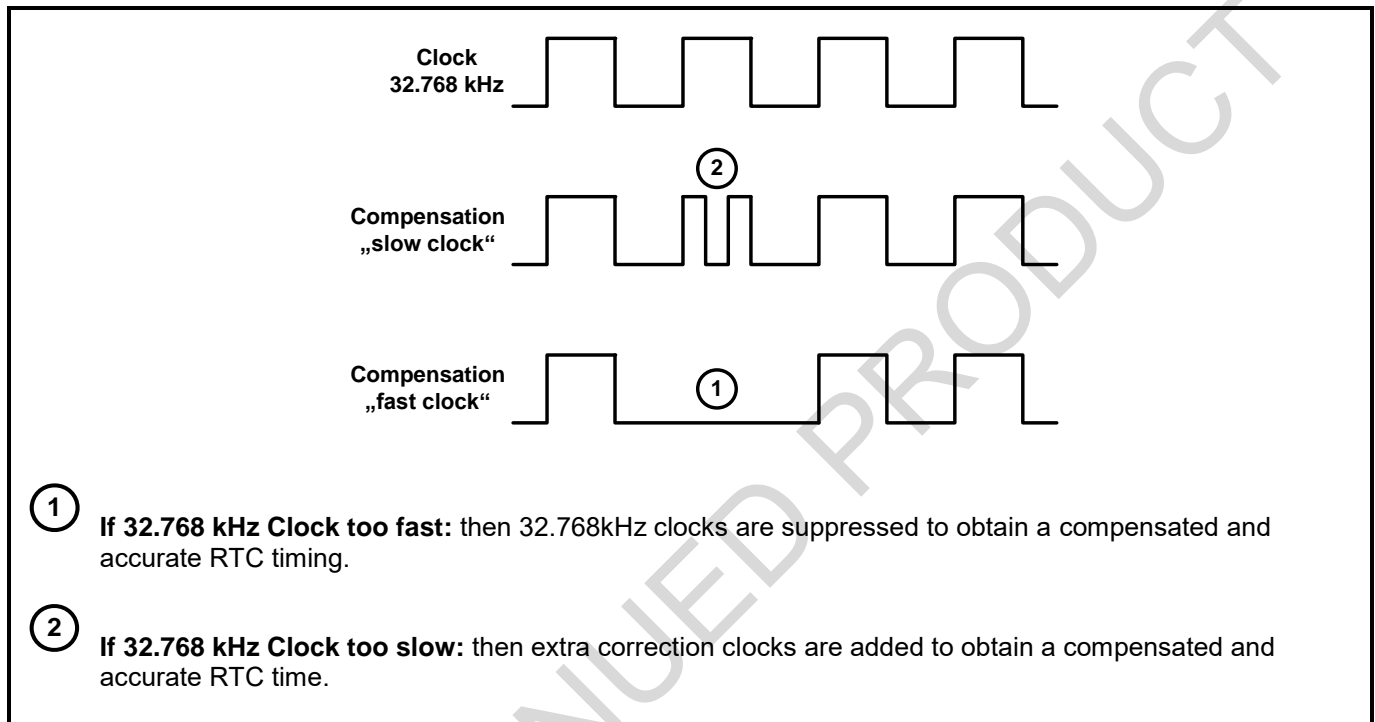 Clock
32.768 kHz
2
Compensation
„slow clock“
Compensation
„fast clock“
1
1
If 32.768 kHz Clock too fast: then 32.768kHz clocks are suppressed to obtain a compensated and
accurate RTC timing.
2
If 32.768 kHz Clock too slow: then extra correction clocks are added to obtain a compensated and
accurate RTC time.
NUED PRODUCT